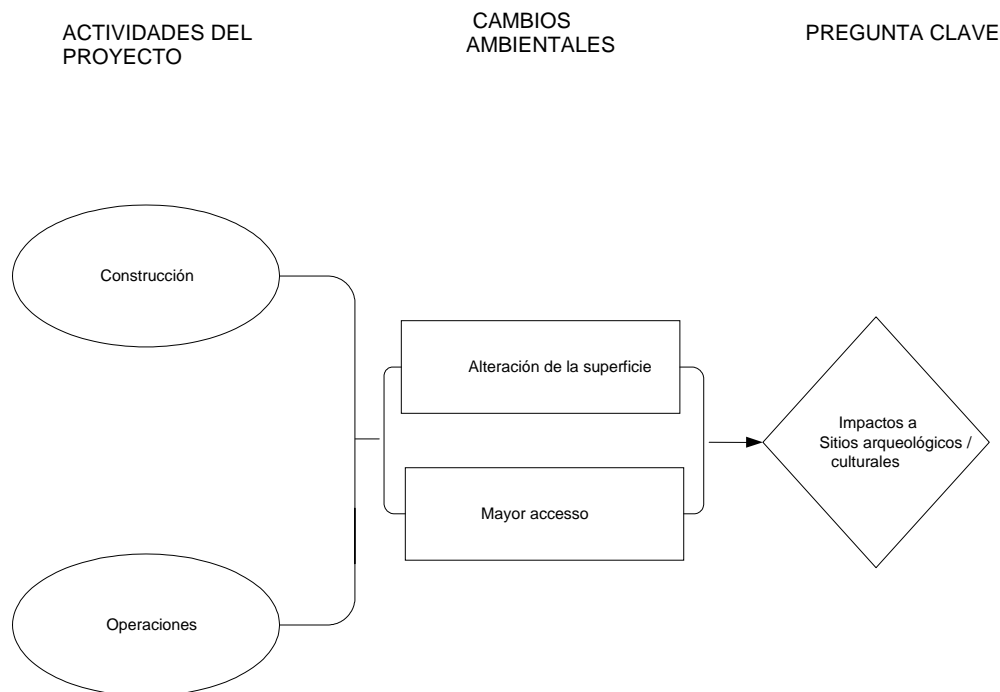 ACTIVIDADES DEL
PROYECTO
CAMBIOS
AMBIENTALES
PREGUNTA CLAVE
Construcción
Alteración de la superficie
Mayor accesso
Impactos a
Sitios arqueológicos /
culturales
Operaciones